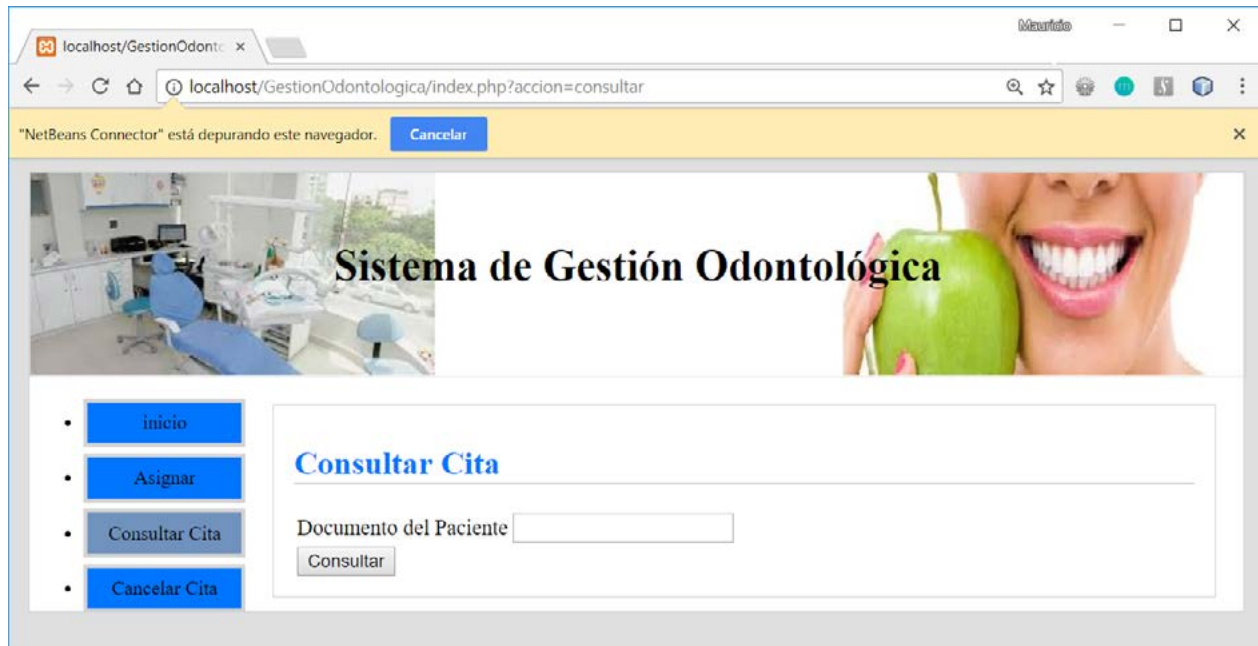 Mauricio
localhost/GestionOdontc
localhost/GestionOdontologica/index.php?accion=consultar
"NetBeans Connector" está depurando este navegador. Cancelar
Sistema de Gestión Odontológica
inicio
Asignar
Consultar Cita
Cancelar Cita
Consultar Cita
Documento del Paciente
Consultar